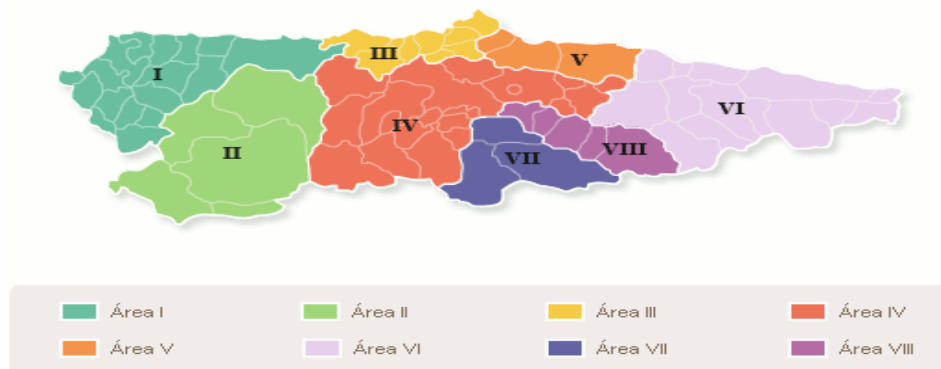 III
V
I
VI
IV
II
VII
VIII
Área I
Área II
Área III
Área IV
Área V
Área VI
Área VII
Área VIII